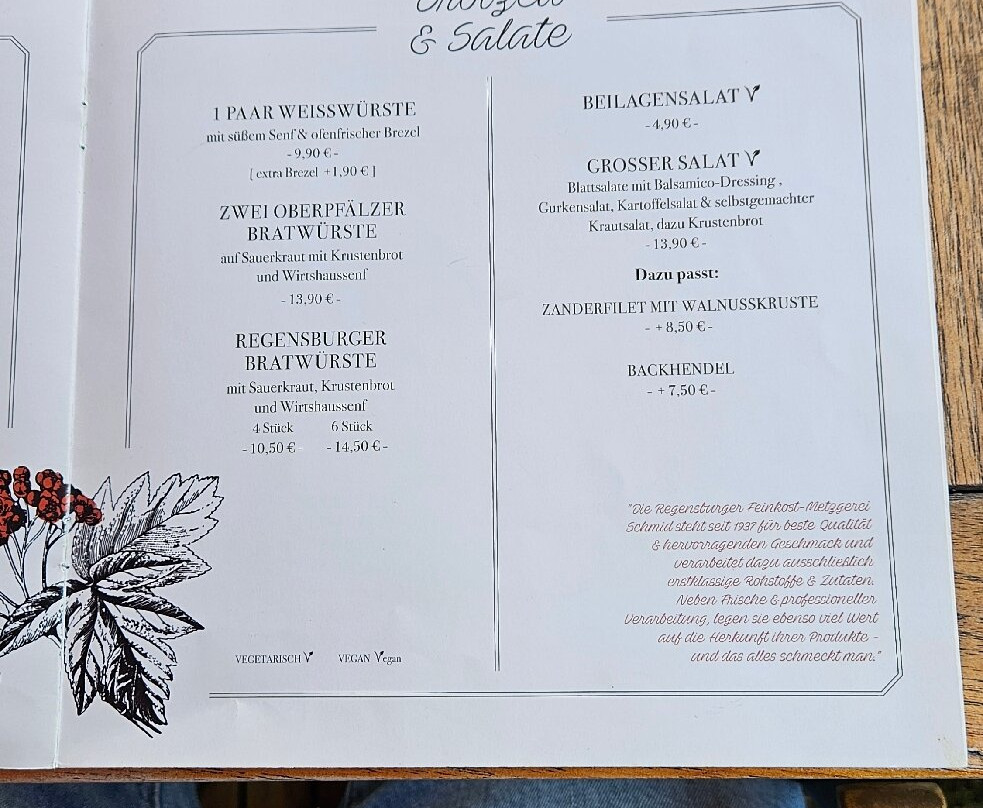 & Salate
1 PAAR WEISSWÜRSTE
mit süßem Senf & ofenfrischer Brezel
- 9,90 € -
[ extra Brezel +1,90 € ]
ZWEI OBERPFÄLZER
BRATWÜRSTE
auf Sauerkraut mit Krustenbrot
und Wirtshaussenf
- 13,90 € -
REGENSBURGER
BRATWÜRSTE
mit Sauerkraut, Krustenbrot
und Wirtshaussenf
4 Stück 6 Stück
- 10,50 € - 14,50 € -
VEGETARISCH V VEGAN Vegan
BEILAGENSALAT V
- 4,90 € -
GROSSER SALAT V
Blattsalate mit Balsamico-Dressing ,
Gurkensalat, Kartoffelsalat & selbstgemachter
Krautsalat, dazu Krustenbrot
- 13,90 € -
Dazu passt:
ZANDERFILET MIT WALNUSSKRUSTE
- + 8,50 € -
BACKHENDEL
- + 7,50 € -
"Die Regensburger Feinkost-Metzgerei
Schmid steht seit 1937 für beste Qualität
& hervorragenden Geschmack und
verarbeitet dazu ausschließlich
erstklassige Rohstoffe & Zutaten.
Neben Frische & professioneller
Verarbeitung, legen sie ebenso viel Wert
auf die Herkunft ihrer Produkte -
und das alles schmeckt man."